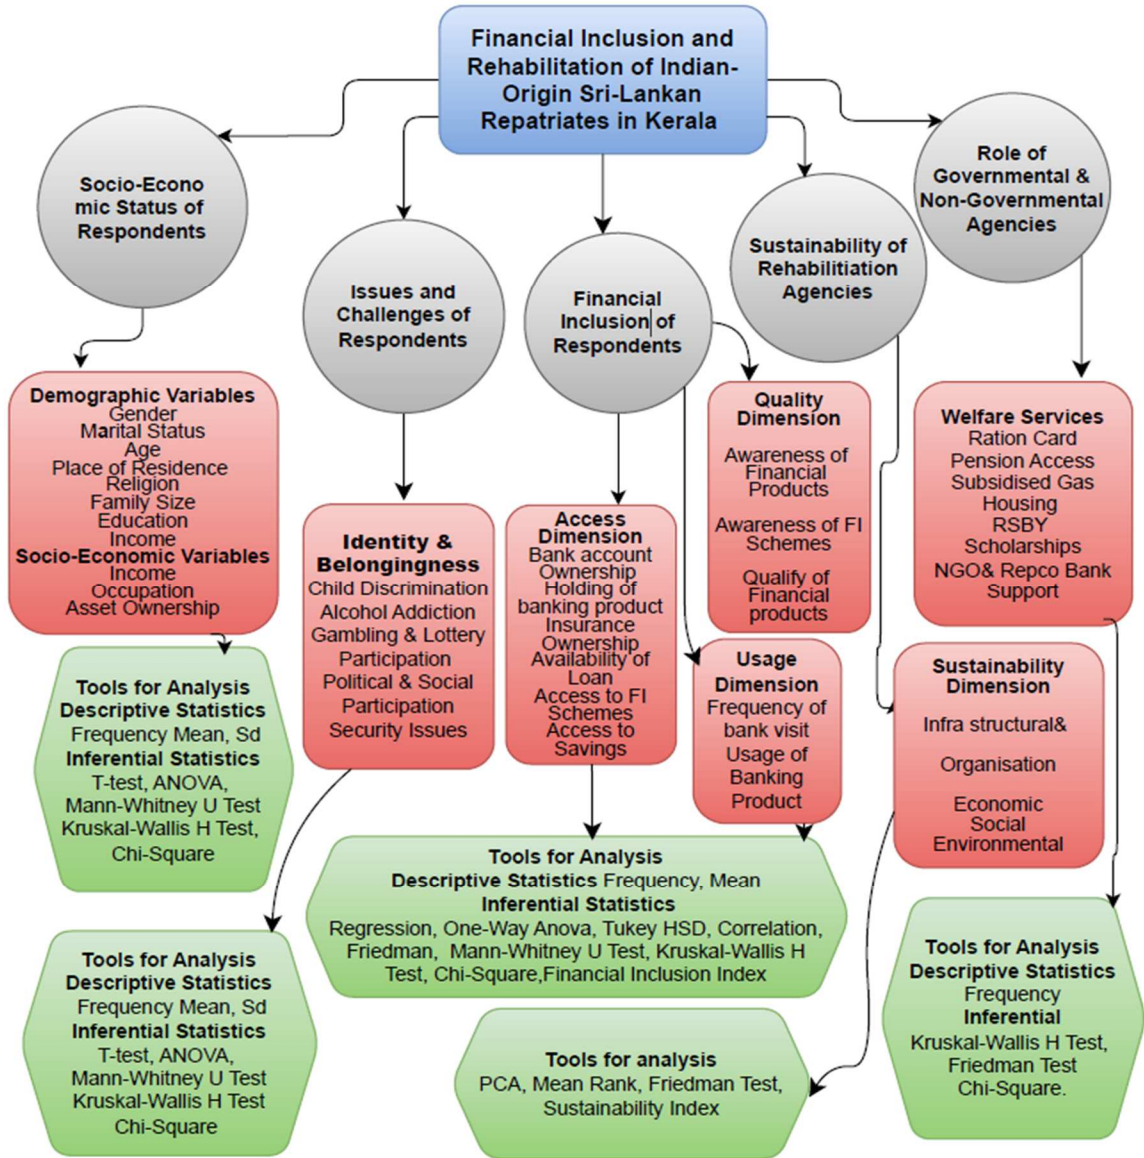 Financial Inclusion and
Rehabilitation of Indian-
Origin Sri-Lankan
Repatriates in Kerala
Socio-Econo
mic Status of
Respondents
Issues and
Challenges of
Respondents
Financial
Inclusion of
Respondents
Sustainability of
Rehabilitiation
Agencies
Role of
Governmental &
Non-Governmental
Agencies
Demographic Variables
Gender
Marital Status
Age
Place of Residence
Religion
Family Size
Education
Income
Socio-Economic Variables
Income
Occupation
Asset Ownership
Identity &
Belongingness
Child Discrimination
Alcohol Addiction
Gambling & Lottery
Participation
Political & Social
Participation
Security Issues
Access
Dimension
Bank account
Ownership
Holding of
banking product
Insurance
Ownership
Availability of
Loan
Access to FI
Schemes
Access to
Savings
Quality
Dimension
Awareness of
Financial
Products
Awareness of FI
Schemes
Qualify of
Financial
products
Usage
Dimension
Frequency of
bank visit
Usage of
Banking
Product
Welfare Services
Ration Card
Pension Access
Subsidised Gas
Housing
RSBY
Scholarships
NGO& Repco Bank
Support
Sustainability
Dimension
Infra structural&
Organisation
Economic
Social
Environmental
Tools for Analysis
Descriptive Statistics
Frequency Mean, Sd
Inferential Statistics
T-test, ANOVA,
Mann-Whitney U Test
Kruskal-Wallis H Test,
Chi-Square
Tools for Analysis
Descriptive Statistics
Frequency Mean, Sd
Inferential Statistics
T-test, ANOVA,
Mann-Whitney U Test
Kruskal-Wallis H Test
Chi-Square
Tools for Analysis
Descriptive Statistics Frequency, Mean
Inferential Statistics
Regression, One-Way Anova, Tukey HSD, Correlation,
Friedman, Mann-Whitney U Test, Kruskal-Wallis H
Test, Chi-Square,Financial Inclusion Index
Tools for analysis
PCA, Mean Rank, Friedman Test,
Sustainability Index
Tools for Analysis
Descriptive Statistics
Frequency
Inferential
Kruskal-Wallis H Test,
Friedman Test
Chi-Square.